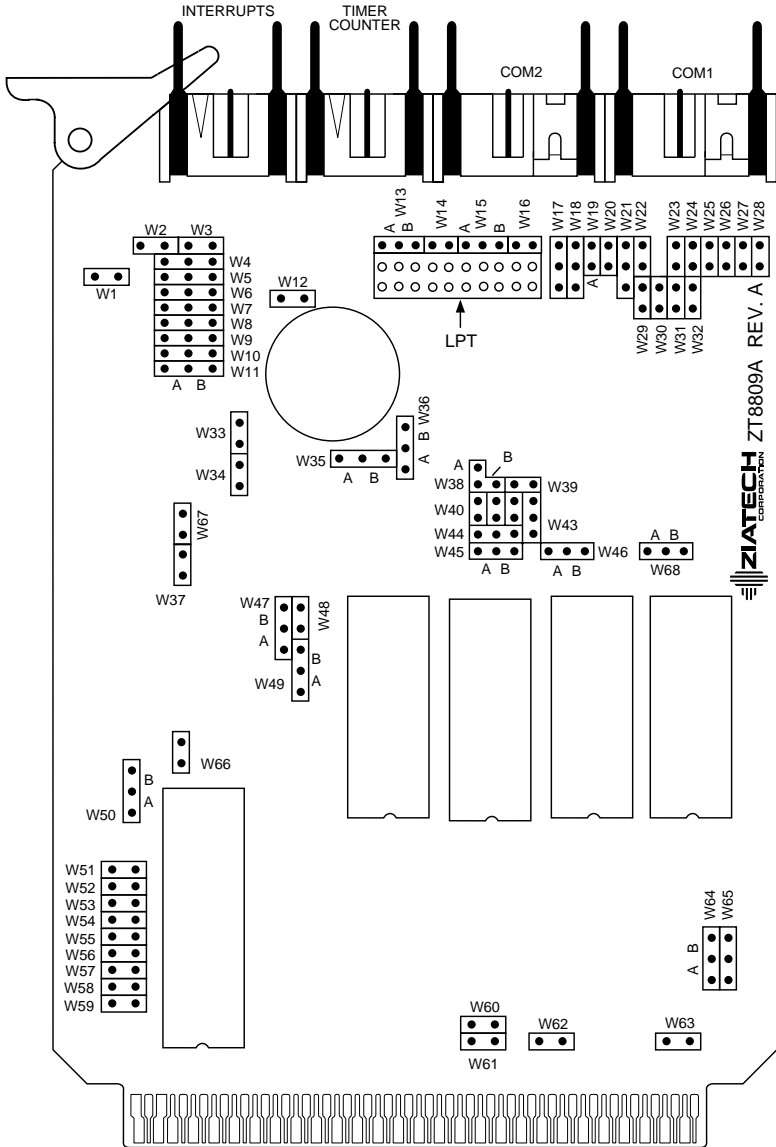 INTERRUPTS
TIMER
COUNTER
COM2
COM1
A W13 B
W14
A W15 B
W16
W17
W18
W19
W20
W21
W22
W23
W24
W25
W26
W27
W28
W2 W3
W4
W5
W6
W7
W8
W9
W10
W11
A B
W1
W12
A
LPT
W29
W30
W31
W32
ZT8809A REV. A
ZIATECH
CORPORATION
W33
W34
W36
B
A
W35
A B
A
B
W38
W39
W40
W43
W44
W45
A B
W46
A B
A B
W68
W67
W37
W47
B
A
W48
B
A
W49
W66
B
A
W50
W51
W52
W53
W54
W55
W56
W57
W58
W59
W64
W65
B
A
W60
W61
W62
W63